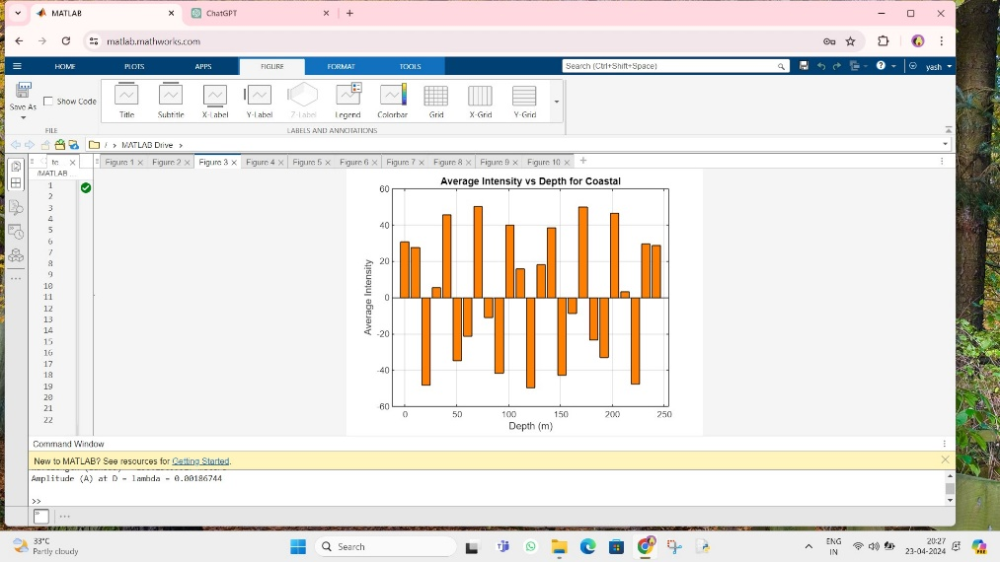 MATLAB
ChatGPT
matlab.mathworks.com
HOME PLOTS APPS FIGURE FORMAT TOOLS
Search (Ctrl+Shift+Space)
yash
Save As
Show Code
Title Subtitle X-Label Y-Label Z-Label Legend Colorbar Grid X-Grid Y-Grid
FILE
LABELS AND ANNOTATIONS
/ > MATLAB Drive >
te
Figure 1 Figure 2 Figure 3 Figure 4 Figure 5 Figure 6 Figure 7 Figure 8 Figure 9 Figure 10
/MATLAB
1
2
3
4
5
6
7
8
9
10
11
12
13
14
15
16
17
18
19
20
21
22
Average Intensity vs Depth for Coastal
60
40
20
0
-20
-40
-60
Average Intensity
0 50 100 150 200 250
Depth (m)
Command Window
New to MATLAB? See resources for Getting Started.
Amplitude (A) at D = lambda = 0.00186744
>>
33°C
Partly cloudy
Search
ENG
IN
20:27
23-04-2024